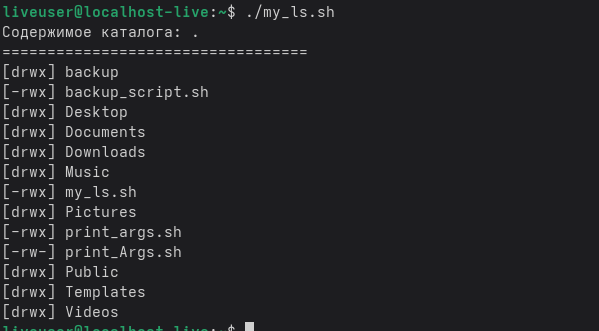 liveuser@localhost-live:~$ ./my_ls.sh
Содержимое каталога: .
==================================
[drwx] backup
[-rwx] backup_script.sh
[drwx] Desktop
[drwx] Documents
[drwx] Downloads
[drwx] Music
[-rwx] my_ls.sh
[drwx] Pictures
[-rwx] print_args.sh
[-rw-] print_Args.sh
[drwx] Public
[drwx] Templates
[drwx] Videos
liveuser@localhost-live:~$